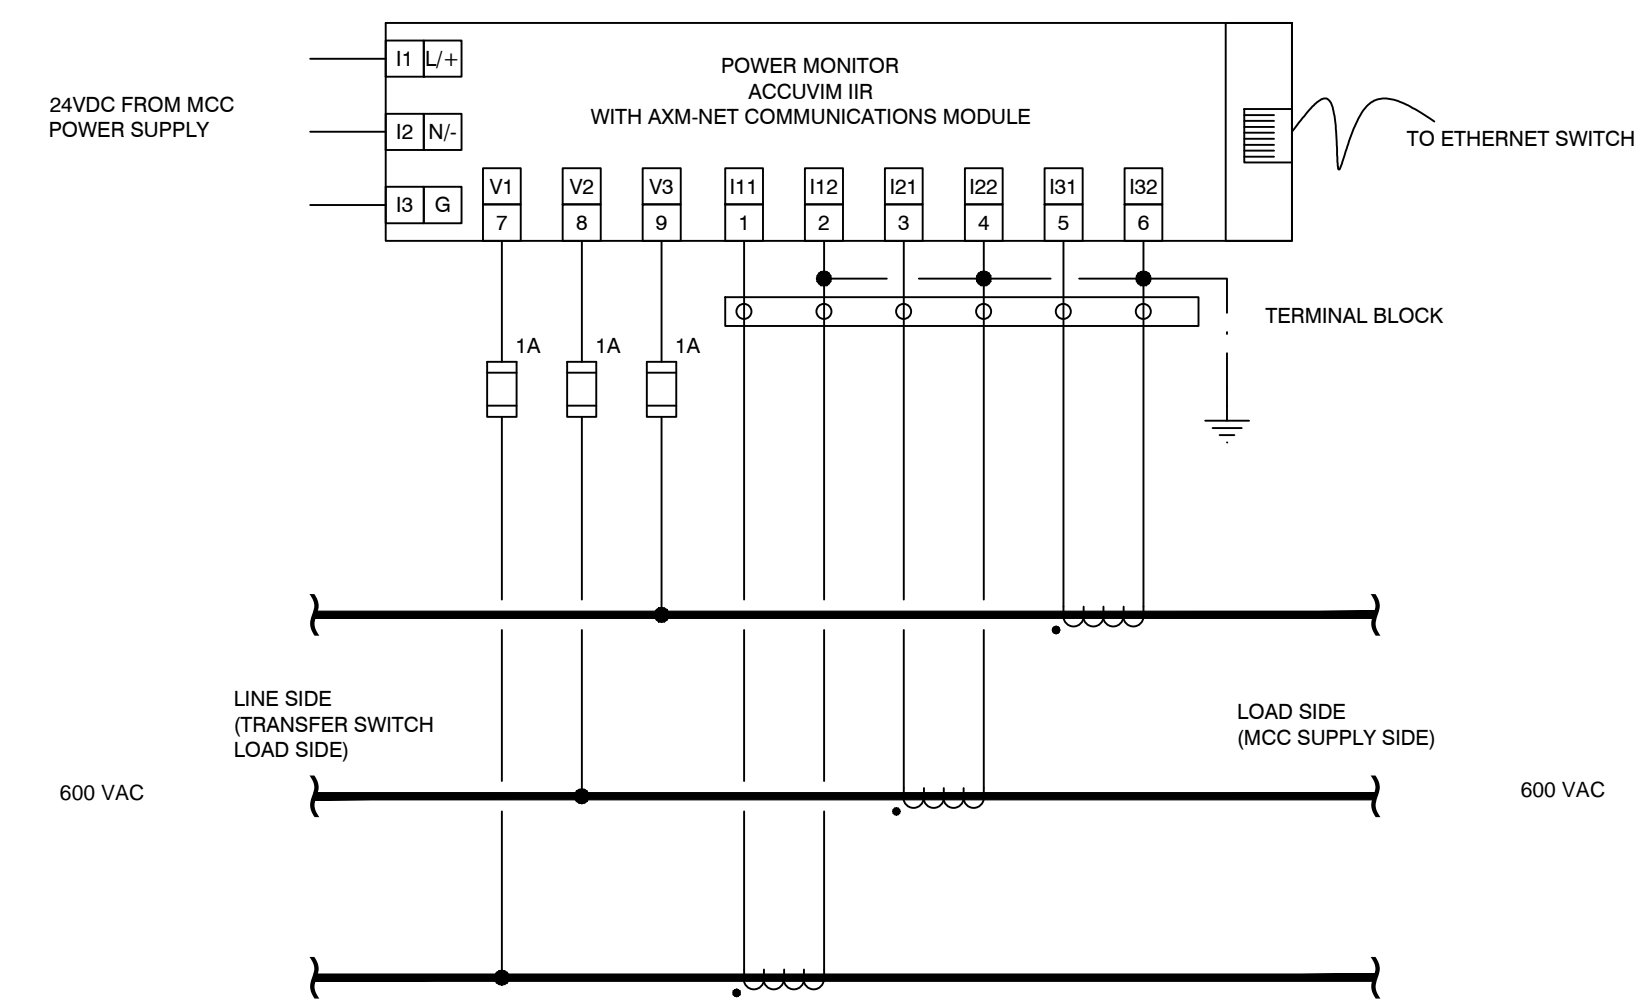 I1 L/+
POWER MONITOR
ACCUVIM IIR
WITH AXM-NET COMMUNICATIONS MODULE
24VDC FROM MCC
POWER SUPPLY
I2 N/-
TO ETHERNET SWITCH
I3 G
V1 V2 V3 I11 I12 I21 I22 I31 I32
7 8 9 1 2 3 4 5 6
TERMINAL BLOCK
1A 1A 1A
LINE SIDE
(TRANSFER SWITCH
LOAD SIDE)
LOAD SIDE
(MCC SUPPLY SIDE)
600 VAC
600 VAC